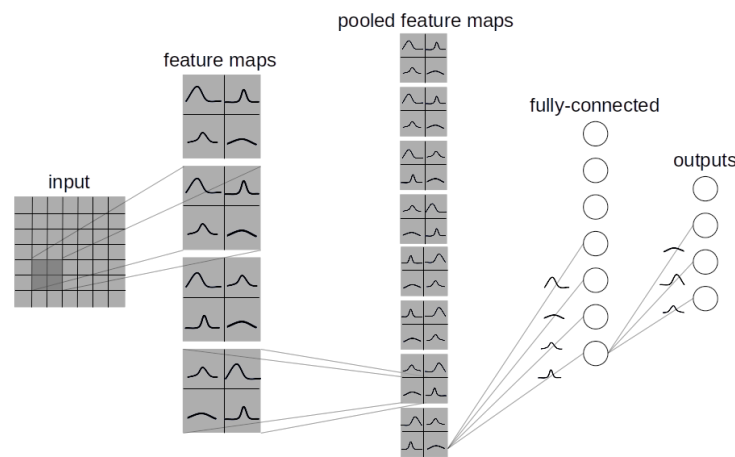 pooled feature maps
feature maps
fully-connected
outputs
input